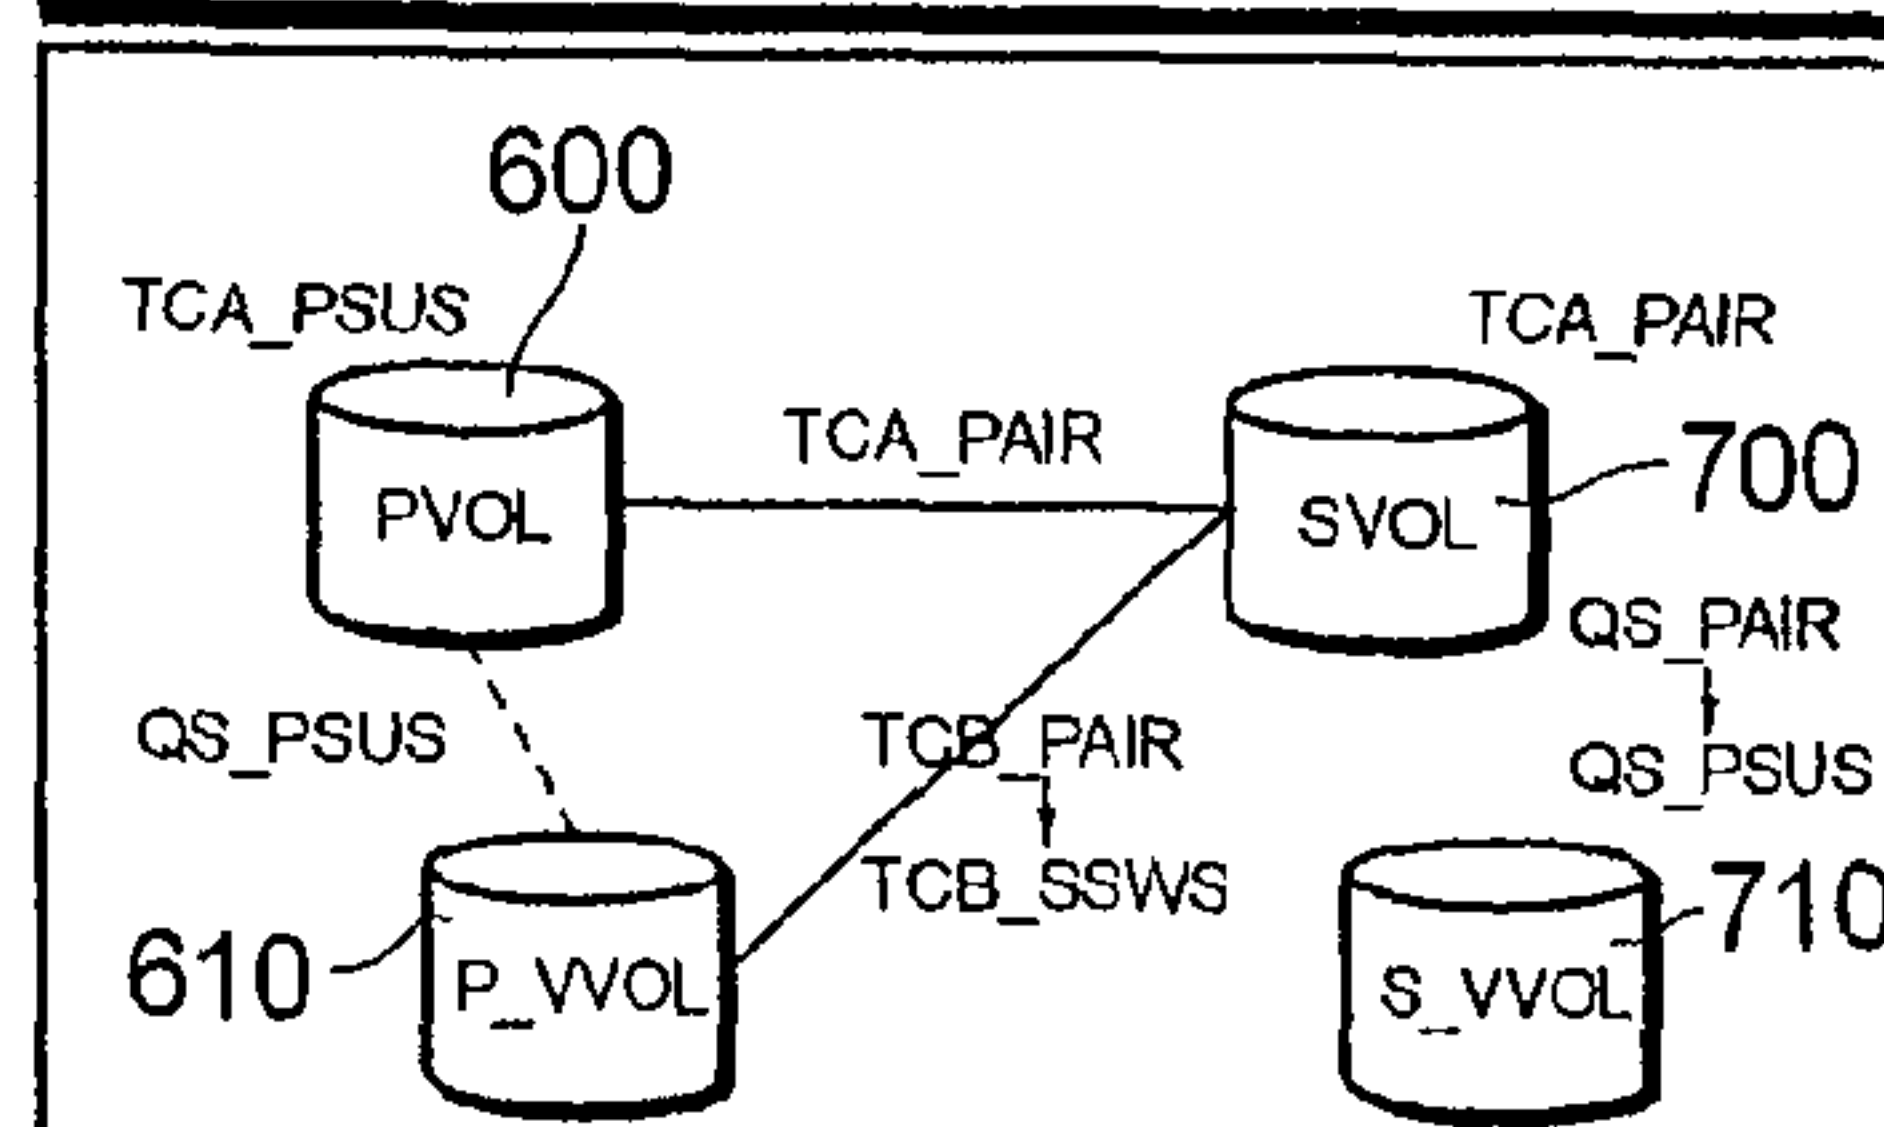 600
TCA_PSUS
TCA_PAIR
TCA_PAIR
700
PVOL
SVOL
QS_PAIR
QS_PSUS
TCB_PAIR
QS_PSUS
TCB_SSWS
710
610
P_VVOL
S_VVOL